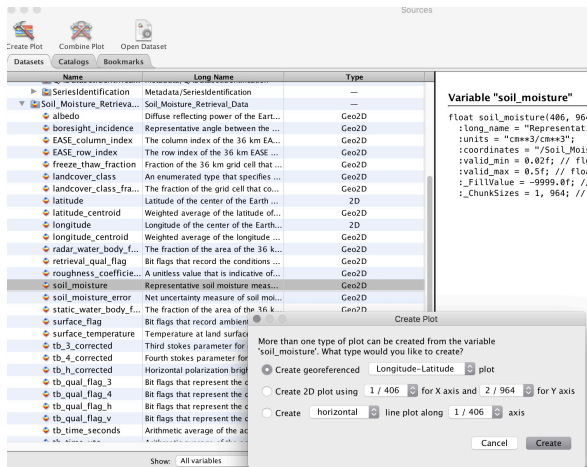 Sources
Create Plot Combine Plot Open Dataset
Datasets Catalogs Bookmarks
Name Long Name Type
SeriesIdentification Metadata/SeriesIdentification —
Soil_Moisture_Retrieva... Soil_Moisture_Retrieval_Data —
albedo Diffuse reflecting power of the Eart... Geo2D
boresight_incidence Representative angle between the ... Geo2D
EASE_column_index The column index of the 36 km EA... Geo2D
EASE_row_index The row index of the 36 km EASE ... Geo2D
freeze_thaw_fraction Fraction of the 36 km grid cell that ... Geo2D
landcover_class An enumerated type that specifies ... Geo2D
landcover_class_fra... The fraction of the grid cell that co... Geo2D
latitude Latitude of the center of the Earth ... 2D
latitude_centroid Weighted average of the latitude of... Geo2D
longitude Longitude of the center of the Earth... 2D
longitude_centroid Weighted average of the longitude ... Geo2D
radar_water_body_f... The fraction of the area of the 36 k... Geo2D
retrieval_qual_flag Bit flags that record the conditions ... Geo2D
roughness_coefficie... A unitless value that is indicative of... Geo2D
soil_moisture Representative soil moisture meas... Geo2D
soil_moisture_error Net uncertainty measure of soil moi... Geo2D
static_water_body_f... The fraction of the area of the 36 k... Geo2D
surface_flag Bit flags that record ambient
surface_temperature Temperature at land surface
tb_3_corrected Third stokes parameter for
tb_4_corrected Fourth stokes parameter for
tb_h_corrected Horizontal polarization brigh
tb_qual_flag_3 Bit flags that represent the q
tb_qual_flag_4 Bit flags that represent the q
tb_qual_flag_h Bit flags that represent the q
tb_qual_flag_v Bit flags that represent the q
tb_time_seconds Arithmetic average of the ac
Show: All variables
Variable "soil_moisture"
float soil_moisture(406, 964
:long_name = "Representati
:units = "cm**3/cm**3";
:coordinates = "/Soil_Mois
:valid_min = 0.02f; // flo
:valid_max = 0.5f; // floa
:_FillValue = -9999.0f; //
:_ChunkSizes = 1, 964; //
Create Plot
More than one type of plot can be created from the variable
'soil_moisture'. What type would you like to create?
Create georeferenced Longitude-Latitude plot
Create 2D plot using 1 / 406 for X axis and 2 / 964 for Y axis
Create horizontal line plot along 1 / 406 axis
Cancel Create